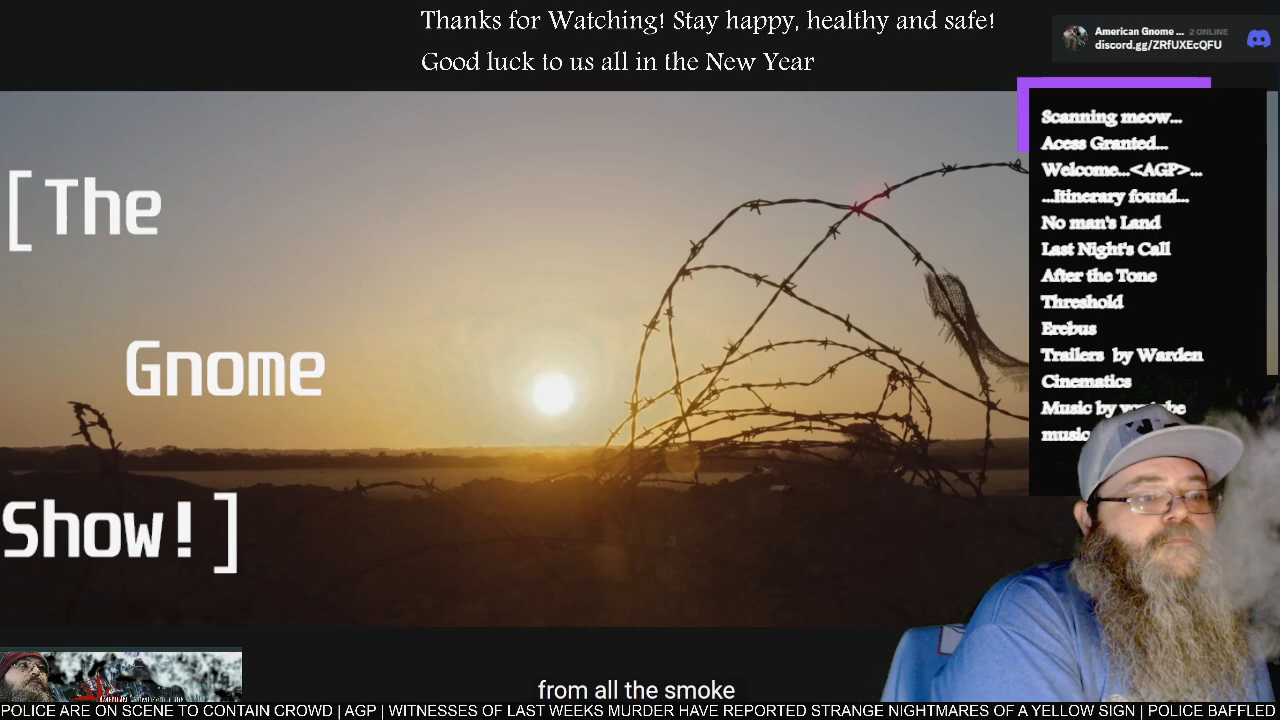 Thanks for Watching! Stay happy, healthy and safe!
Good luck to us all in the New Year
American Gnome ... 2 ONLINE
discord.gg/ZRfUXEcQFU
[The
Gnome
Show!]
Scanning meow...
Acess Granted...
Welcome...<AGP>...
...Itinerary found...
No man's Land
Last Night's Call
After the Tone
Threshold
Erebus
Trailers by Warden
Cinematics
Music by
music
from all the smoke
POLICE ARE ON SCENE TO CONTAIN CROWD | AGP | WITNESSES OF LAST WEEKS MURDER HAVE REPORTED STRANGE NIGHTMARES OF A YELLOW SIGN | POLICE BAFFLED